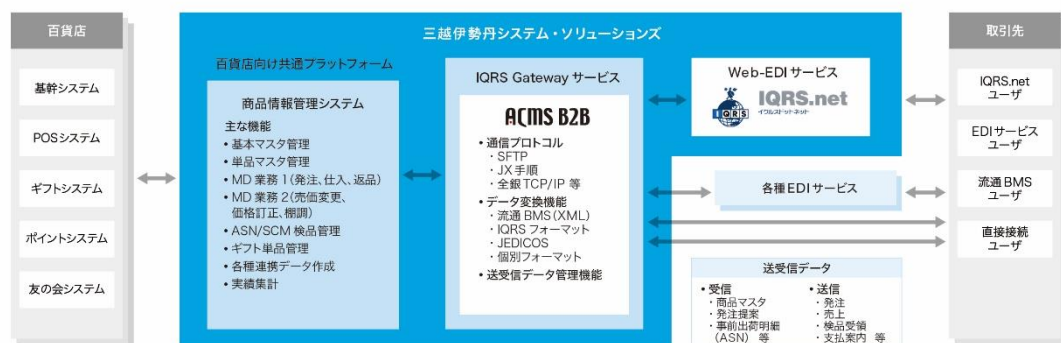 百貨店
基幹システム
POSシステム
ギフトシステム
ポイントシステム
友の会システム
三越伊勢丹システム・ソリューションズ
百貨店向け共通プラットフォーム
商品情報管理システム
主な機能
・基本マスタ管理
・単品マスタ管理
・MD 業務 1(発注、仕入、返品)
・MD 業務 2(売価変更、
価格訂正、棚調)
・ASN/SCM 検品管理
・ギフト単品管理
・各種連携データ作成
・実績集計
IQRS Gateway サービス
ACMS B2B
・通信プロトコル
・SFTP
・JX 手順
・全銀 TCP/IP 等
・データ変換機能
・流通 BMS(XML)
・IQRS フォーマット
・JEDICOS
・個別フォーマット
・送受信データ管理機能
Web-EDI サービス
IQRS
IQRS.net
イクルスドットネット
各種 EDI サービス
送受信データ
・受信
・商品マスタ
・発注提案
・事前出荷明細
(ASN) 等
・送信
・発注
・売上
・検品受領
・支払案内 等
取引先
IQRS.net
ユーザ
EDIサービス
ユーザ
流通 BMS
ユーザ
直接接続
ユーザ